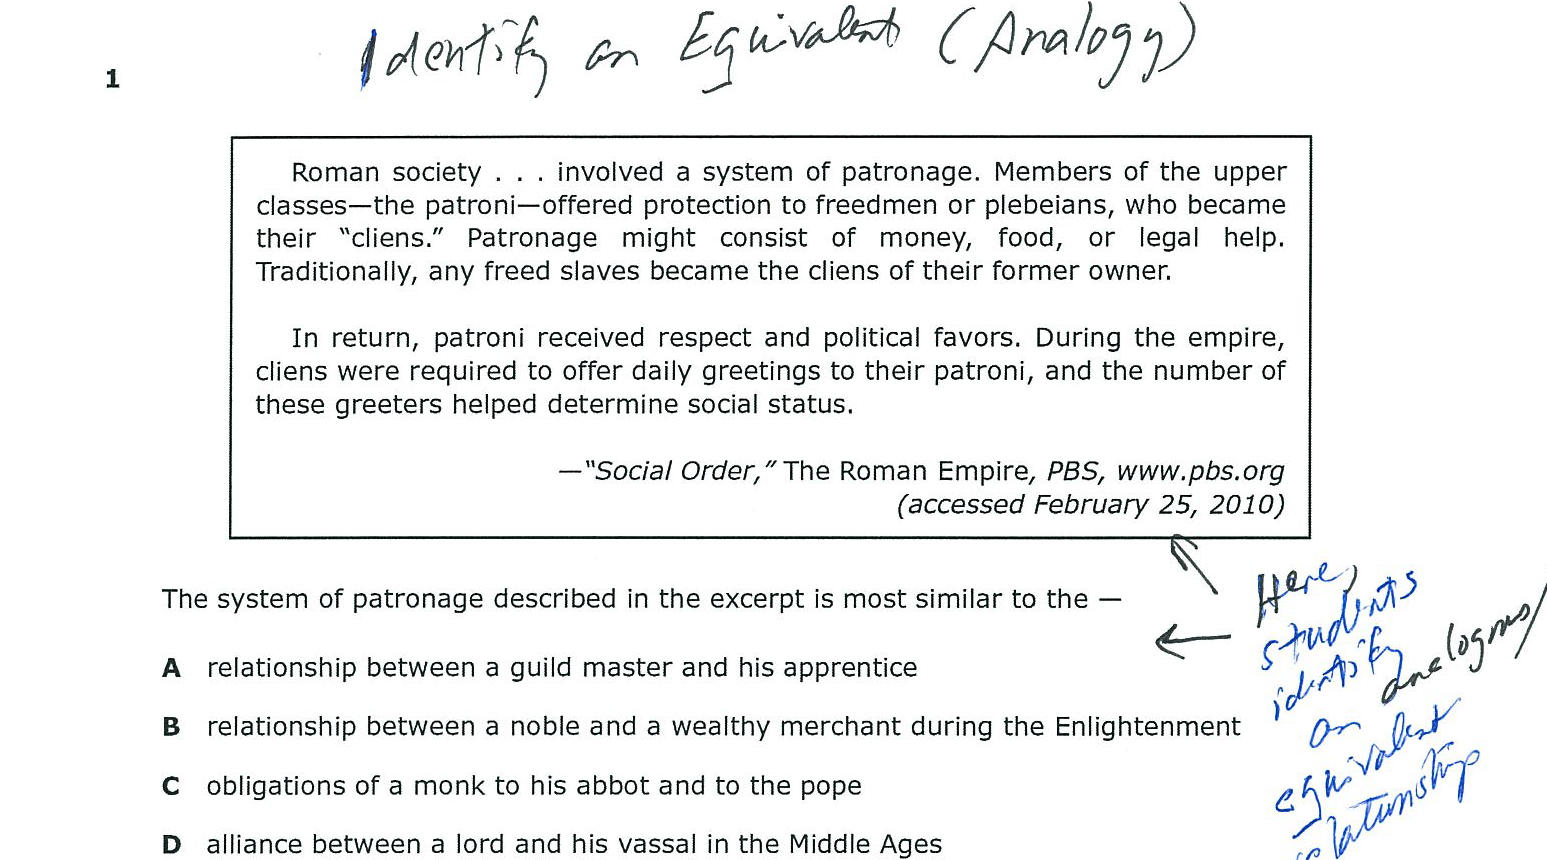 Identify an Equivalent (Analogy)
1
Roman society . . . involved a system of patronage. Members of the upper
classes—the patroni—offered protection to freedmen or plebeians, who became
their “cliens.” Patronage might consist of money, food, or legal help.
Traditionally, any freed slaves became the cliens of their former owner.
In return, patroni received respect and political favors. During the empire,
cliens were required to offer daily greetings to their patroni, and the number of
these greeters helped determine social status.
—“Social Order,” The Roman Empire, PBS, www.pbs.org
(accessed February 25, 2010)
The system of patronage described in the excerpt is most similar to the —
A relationship between a guild master and his apprentice
B relationship between a noble and a wealthy merchant during the Enlightenment
C obligations of a monk to his abbot and to the pope
D alliance between a lord and his vassal in the Middle Ages
Here,
students
identify
an analogous/
equivalent
relationship